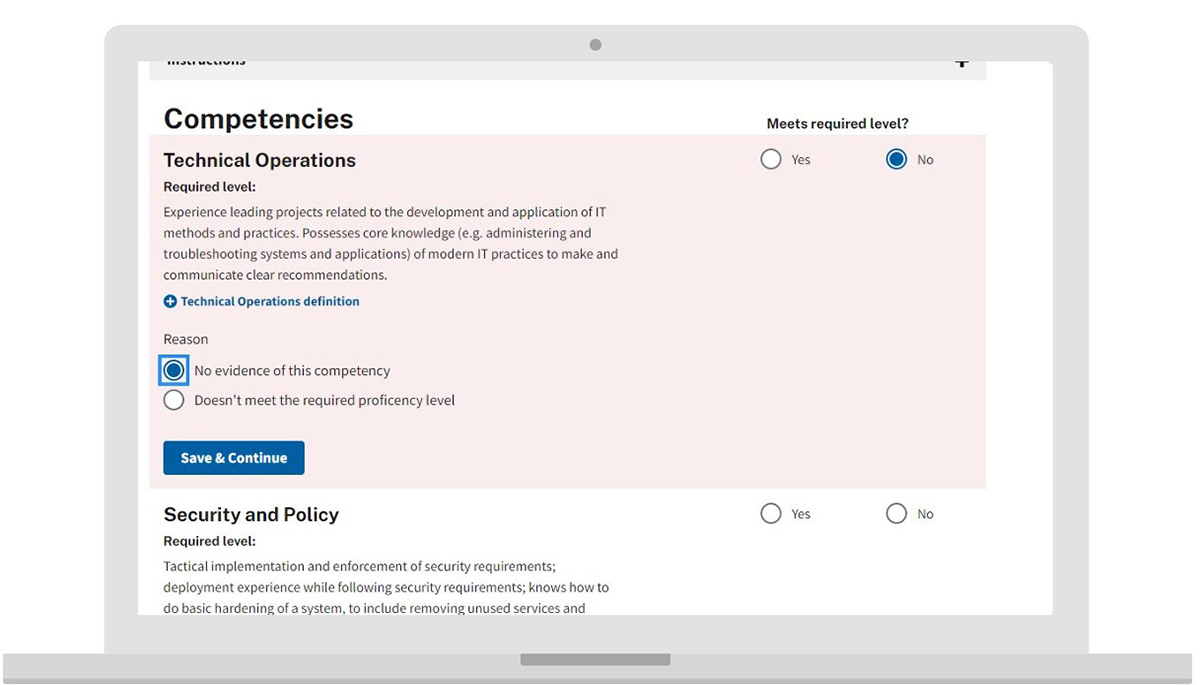 Instructions
Competencies
Meets required level?
Technical Operations
Yes
No
Required level:
Experience leading projects related to the development and application of IT
methods and practices. Possesses core knowledge (e.g. administering and
troubleshooting systems and applications) of modern IT practices to make and
communicate clear recommendations.
Technical Operations definition
Reason
No evidence of this competency
Doesn't meet the required proficency level
Save & Continue
Security and Policy
Yes
No
Required level:
Tactical implementation and enforcement of security requirements;
deployment experience while following security requirements; knows how to
do basic hardening of a system, to include removing unused services and